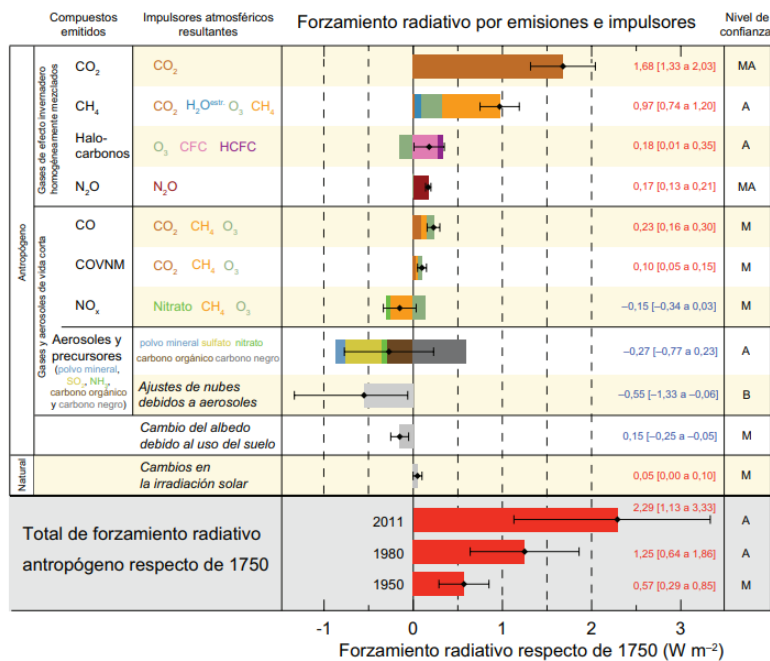 Compuestos emitidos
Impulsores atmosféricos resultantes
Forzamiento radiativo por emisiones e impulsores
Nivel de confianza
Antropógeno
Gases de efecto invernadero homogéneamente mezclados
CO₂
CO₂
1,68 [1,33 a 2,03]
MA
CH₄
CO₂ H₂Oᵉˢᵗʳ· O₃ CH₄
0,97 [0,74 a 1,20]
A
Halo-
carbonos
O₃ CFC HCFC
0,18 [0,01 a 0,35]
A
N₂O
N₂O
0,17 [0,13 a 0,21]
MA
Gases y aerosoles de vida corta
CO
CO₂ CH₄ O₃
0,23 [0,16 a 0,30]
M
COVNM
CO₂ CH₄ O₃
0,10 [0,05 a 0,15]
M
NOₓ
Nitrato CH₄ O₃
−0,15 [−0,34 a 0,03]
M
Aerosoles y
precursores
(polvo mineral,
SO₂, NH₃,
carbono orgánico
y carbono negro)
polvo mineral sulfato nitrato
carbono orgánico carbono negro
−0,27 [−0,77 a 0,23]
A
Ajustes de nubes
debidos a aerosoles
−0,55 [−1,33 a −0,06]
B
Cambio del albedo
debido al uso del suelo
0,15 [−0,25 a −0,05]
M
Natural
Cambios en
la irradiación solar
0,05 [0,00 a 0,10]
M
Total de forzamiento radiativo
antropógeno respecto de 1750
2011
2,29 [1,13 a 3,33]
A
1980
1,25 [0,64 a 1,86]
A
1950
0,57 [0,29 a 0,85]
M
-1 0 1 2 3
Forzamiento radiativo respecto de 1750 (W m⁻²)